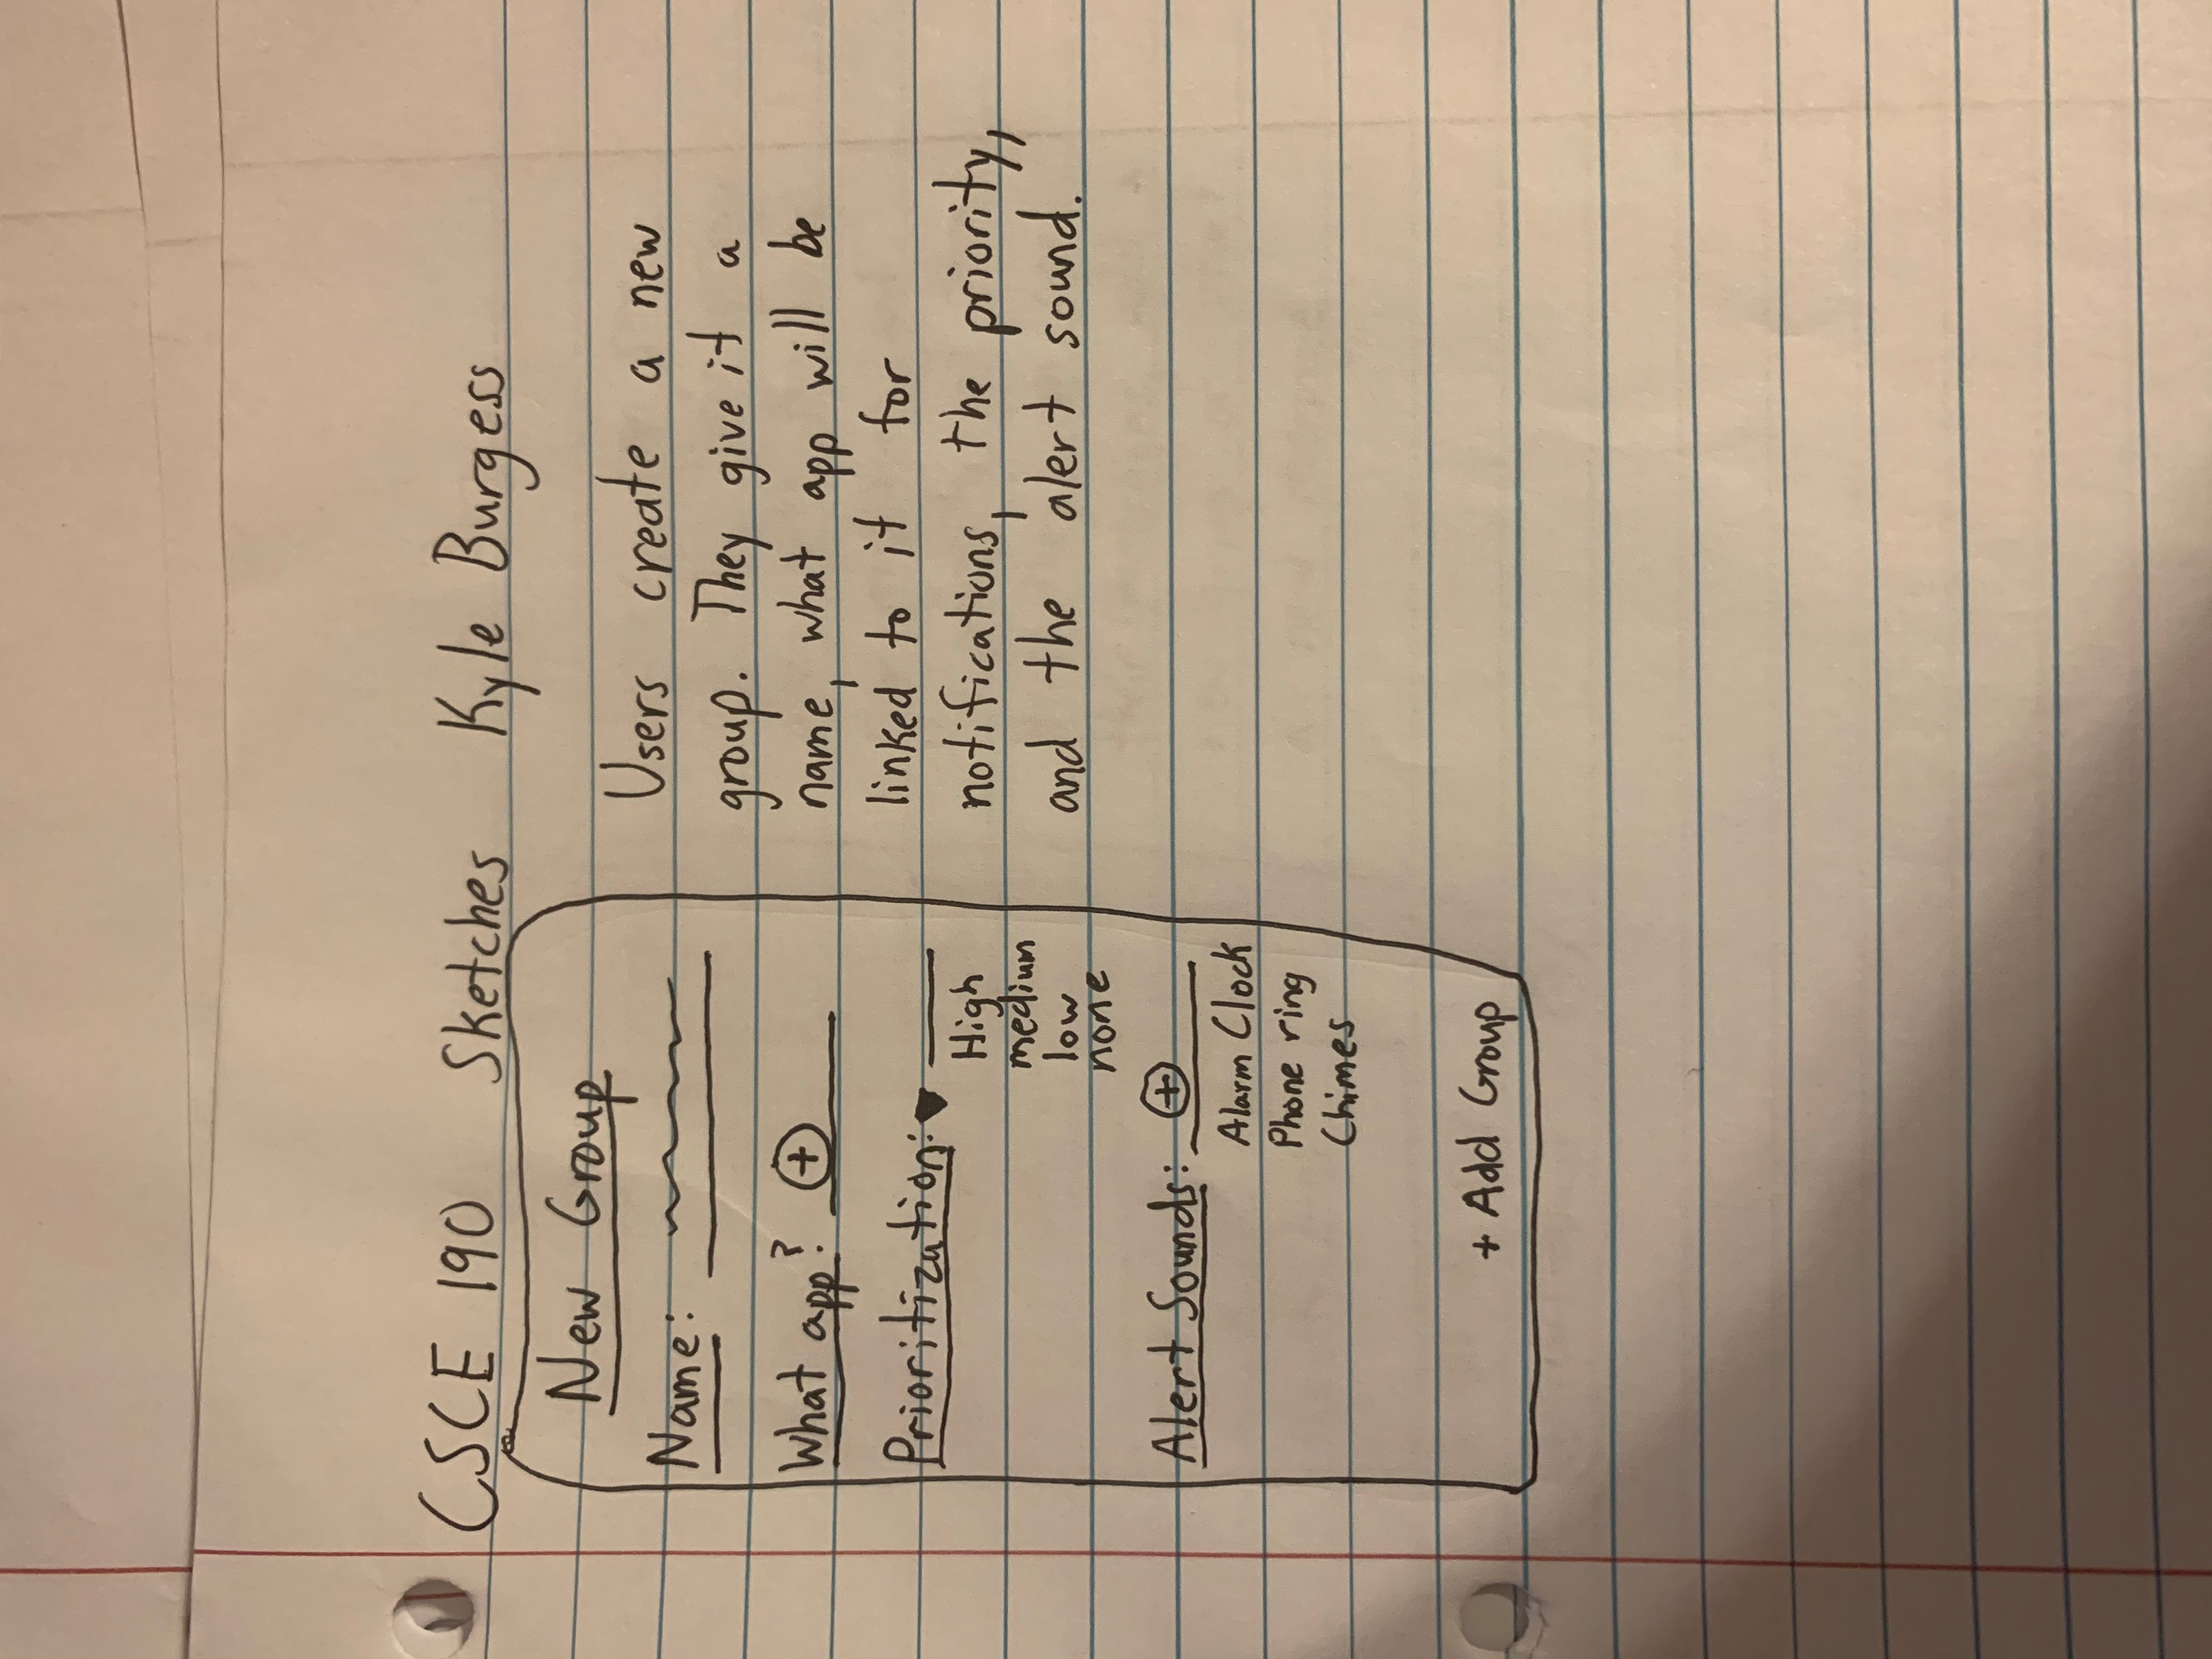 CSCE 190 Sketches Kyle Burgess
New Group
Name:
What app? +
Prioritization:
High
medium
low
none
Alert Sounds: +
Alarm Clock
Phone ring
Chimes
+ Add Group
Users create a new
group. They give it a
name, what app will be
linked to it for
notifications, the priority,
and the alert sound.